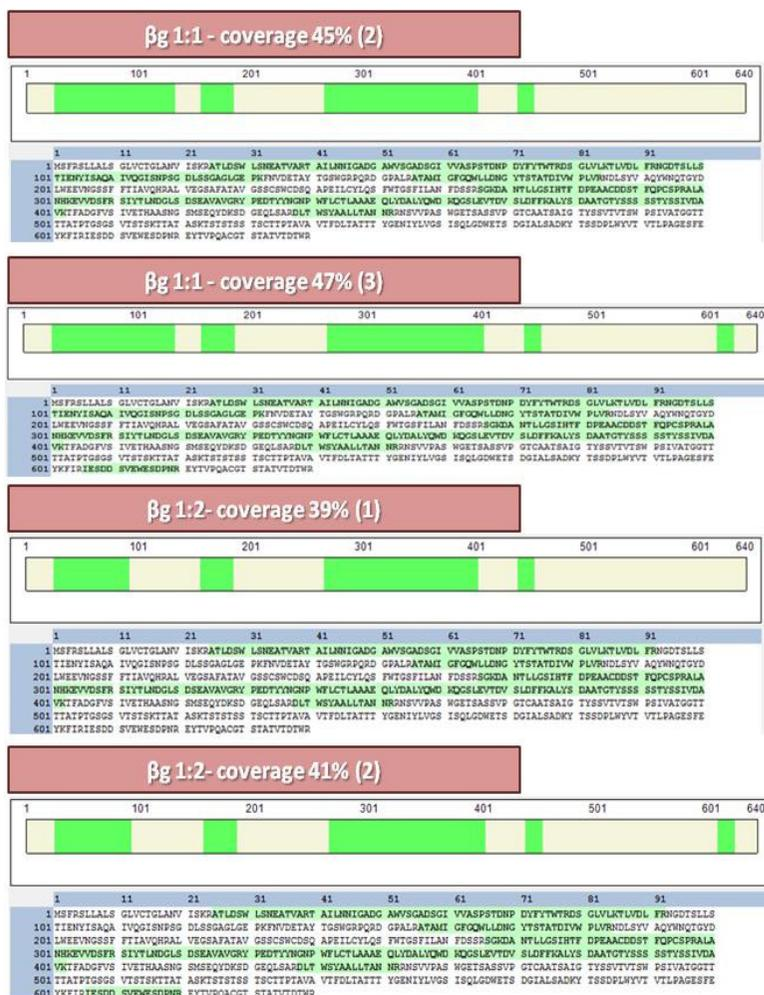 βg 1:1 - coverage 45% (2)
1 101 201 301 401 501 601 640
1 11 21 31 41 51 61 71 81 91
1 MSFRSLLALS GLVCTGLANV ISKRATLDSW LSNEATVART AILNNIGADG AWVSGADSGI VVASPSTDNP DYFYTWTRDS GLVLKTLVDL FRNGDTSLLS
101 TIENYISAQA IVQGISNPSG DLSSGAGLGE PKFNVDETAY TGSWGRPQRD GPALRATAMI GFGQWLLDNG YTSTATDIVW PLVRNDLSYV AQYWNQTGYD
201 LWEEVNGSSF FTIAVQHRAL VEGSAFATAV GSSCSWCDSQ APEILCYLQS FWTGSFILAN FDSSRSGKDA NTLLGSIHTF DPEAACDDST FQPCSPRALA
301 NHKEVVDSFR SIYTLNDGLS DSEAVAVGRY PEDTYYNGNP WFLCTLAAAE QLYDALYQWD KQGSLEVTDV SLDFFKALYS DAATGTYSSS SSTYSSIVDA
401 VKTFADGFVS IVETHAASNG SMSEQYDKSD GEQLSARDLT WSYAALLTAN NRRNSVVPAS WGETSASSVP GTCAATSAIG TYSSVTVTSW PSIVATGGTT
501 TTATPTGSGS VTSTSKTTAT ASKTSTSTSS TSCTTPTAVA VTFDLTATTT YGENIYLVGS ISQLGDWETS DGIALSADKY TSSDPLWYVT VTLPAGESFE
601 YKFIRIESDD SVEWESDPNR EYTVPQACGT STATVTDTWR
βg 1:1 - coverage 47% (3)
1 101 201 301 401 501 601 640
1 11 21 31 41 51 61 71 81 91
1 MSFRSLLALS GLVCTGLANV ISKRATLDSW LSNEATVART AILNNIGADG AWVSGADSGI VVASPSTDNP DYFYTWTRDS GLVLKTLVDL FRNGDTSLLS
101 TIENYISAQA IVQGISNPSG DLSSGAGLGE PKFNVDETAY TGSWGRPQRD GPALRATAMI GFGQWLLDNG YTSTATDIVW PLVRNDLSYV AQYWNQTGYD
201 LWEEVNGSSF FTIAVQHRAL VEGSAFATAV GSSCSWCDSQ APEILCYLQS FWTGSFILAN FDSSRSGKDA NTLLGSIHTF DPEAACDDST FQPCSPRALA
301 NHKEVVDSFR SIYTLNDGLS DSEAVAVGRY PEDTYYNGNP WFLCTLAAAE QLYDALYQWD KQGSLEVTDV SLDFFKALYS DAATGTYSSS SSTYSSIVDA
401 VKTFADGFVS IVETHAASNG SMSEQYDKSD GEQLSARDLT WSYAALLTAN NRRNSVVPAS WGETSASSVP GTCAATSAIG TYSSVTVTSW PSIVATGGTT
501 TTATPTGSGS VTSTSKTTAT ASKTSTSTSS TSCTTPTAVA VTFDLTATTT YGENIYLVGS ISQLGDWETS DGIALSADKY TSSDPLWYVT VTLPAGESFE
601 YKFIRIESDD SVEWESDPNR EYTVPQACGT STATVTDTWR
βg 1:2- coverage 39% (1)
1 101 201 301 401 501 601 640
1 11 21 31 41 51 61 71 81 91
1 MSFRSLLALS GLVCTGLANV ISKRATLDSW LSNEATVART AILNNIGADG AWVSGADSGI VVASPSTDNP DYFYTWTRDS GLVLKTLVDL FRNGDTSLLS
101 TIENYISAQA IVQGISNPSG DLSSGAGLGE PKFNVDETAY TGSWGRPQRD GPALRATAMI GFGQWLLDNG YTSTATDIVW PLVRNDLSYV AQYWNQTGYD
201 LWEEVNGSSF FTIAVQHRAL VEGSAFATAV GSSCSWCDSQ APEILCYLQS FWTGSFILAN FDSSRSGKDA NTLLGSIHTF DPEAACDDST FQPCSPRALA
301 NHKEVVDSFR SIYTLNDGLS DSEAVAVGRY PEDTYYNGNP WFLCTLAAAE QLYDALYQWD KQGSLEVTDV SLDFFKALYS DAATGTYSSS SSTYSSIVDA
401 VKTFADGFVS IVETHAASNG SMSEQYDKSD GEQLSARDLT WSYAALLTAN NRRNSVVPAS WGETSASSVP GTCAATSAIG TYSSVTVTSW PSIVATGGTT
501 TTATPTGSGS VTSTSKTTAT ASKTSTSTSS TSCTTPTAVA VTFDLTATTT YGENIYLVGS ISQLGDWETS DGIALSADKY TSSDPLWYVT VTLPAGESFE
601 YKFIRIESDD SVEWESDPNR EYTVPQACGT STATVTDTWR
βg 1:2- coverage 41% (2)
1 101 201 301 401 501 601 640
1 11 21 31 41 51 61 71 81 91
1 MSFRSLLALS GLVCTGLANV ISKRATLDSW LSNEATVART AILNNIGADG AWVSGADSGI VVASPSTDNP DYFYTWTRDS GLVLKTLVDL FRNGDTSLLS
101 TIENYISAQA IVQGISNPSG DLSSGAGLGE PKFNVDETAY TGSWGRPQRD GPALRATAMI GFGQWLLDNG YTSTATDIVW PLVRNDLSYV AQYWNQTGYD
201 LWEEVNGSSF FTIAVQHRAL VEGSAFATAV GSSCSWCDSQ APEILCYLQS FWTGSFILAN FDSSRSGKDA NTLLGSIHTF DPEAACDDST FQPCSPRALA
301 NHKEVVDSFR SIYTLNDGLS DSEAVAVGRY PEDTYYNGNP WFLCTLAAAE QLYDALYQWD KQGSLEVTDV SLDFFKALYS DAATGTYSSS SSTYSSIVDA
401 VKTFADGFVS IVETHAASNG SMSEQYDKSD GEQLSARDLT WSYAALLTAN NRRNSVVPAS WGETSASSVP GTCAATSAIG TYSSVTVTSW PSIVATGGTT
501 TTATPTGSGS VTSTSKTTAT ASKTSTSTSS TSCTTPTAVA VTFDLTATTT YGENIYLVGS ISQLGDWETS DGIALSADKY TSSDPLWYVT VTLPAGESFE
601 YKFIRIESDD SVEWESDPNR EYTVPQACGT STATVTDTWR